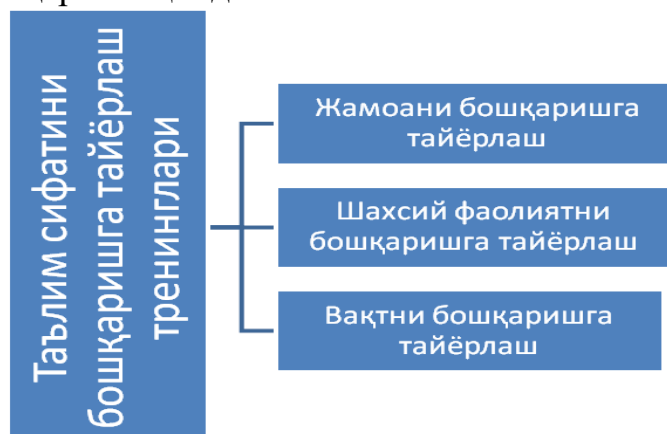 Таълим сифатини
бошқаришга тайёрлаш
тренинглари
Жамоани бошқаришга
тайёрлаш
Шахсий фаолиятни
бошқаришга тайёрлаш
Вақтни бошқаришга
тайёрлаш